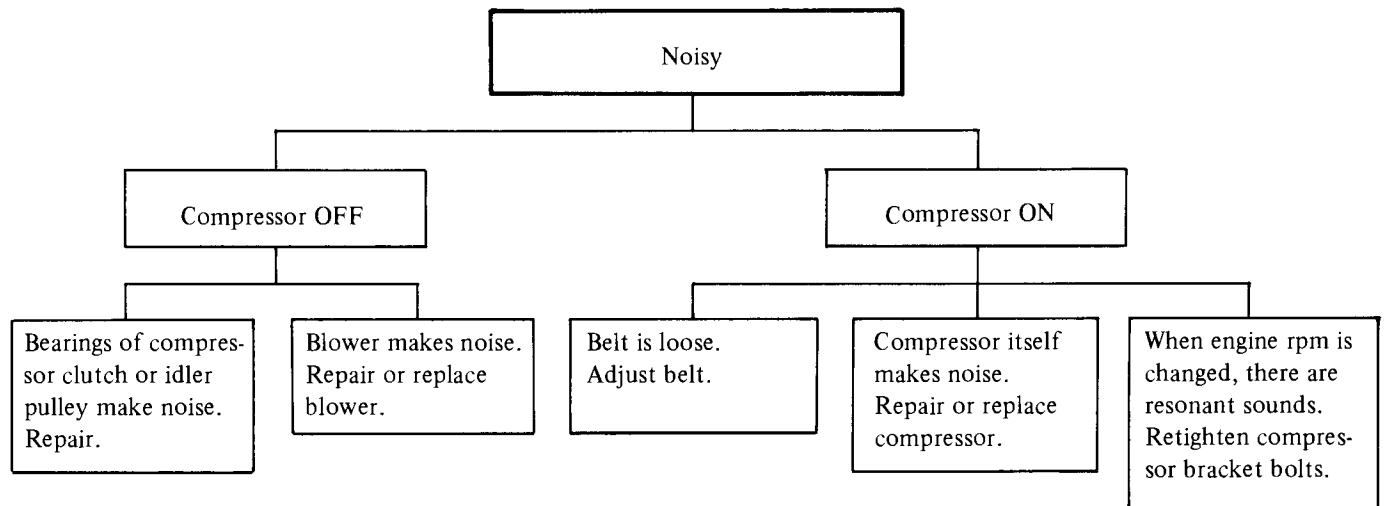 Noisy
Compressor OFF
Compressor ON
Bearings of compres-
sor clutch or idler
pulley make noise.
Repair.
Blower makes noise.
Repair or replace
blower.
Belt is loose.
Adjust belt.
Compressor itself
makes noise.
Repair or replace
compressor.
When engine rpm is
changed, there are
resonant sounds.
Retighten compres-
sor bracket bolts.